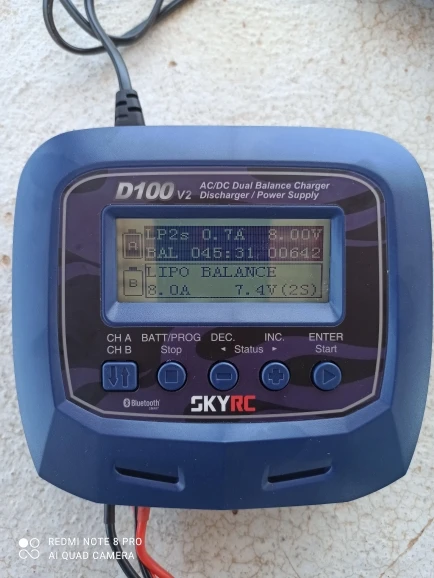 D100 V2 AC/DC Dual Balance Charger
Discharger / Power Supply
A
LP2s 0.7A 8.00V
BAL 045:31 00642
B
LIPO BALANCE
8.0A 7.4V(2S)
CH A BATT/PROG DEC. INC. ENTER
CH B Stop ◄ Status ► Start
Bluetooth
SKYRC
REDMI NOTE 8 PRO
AI QUAD CAMERA